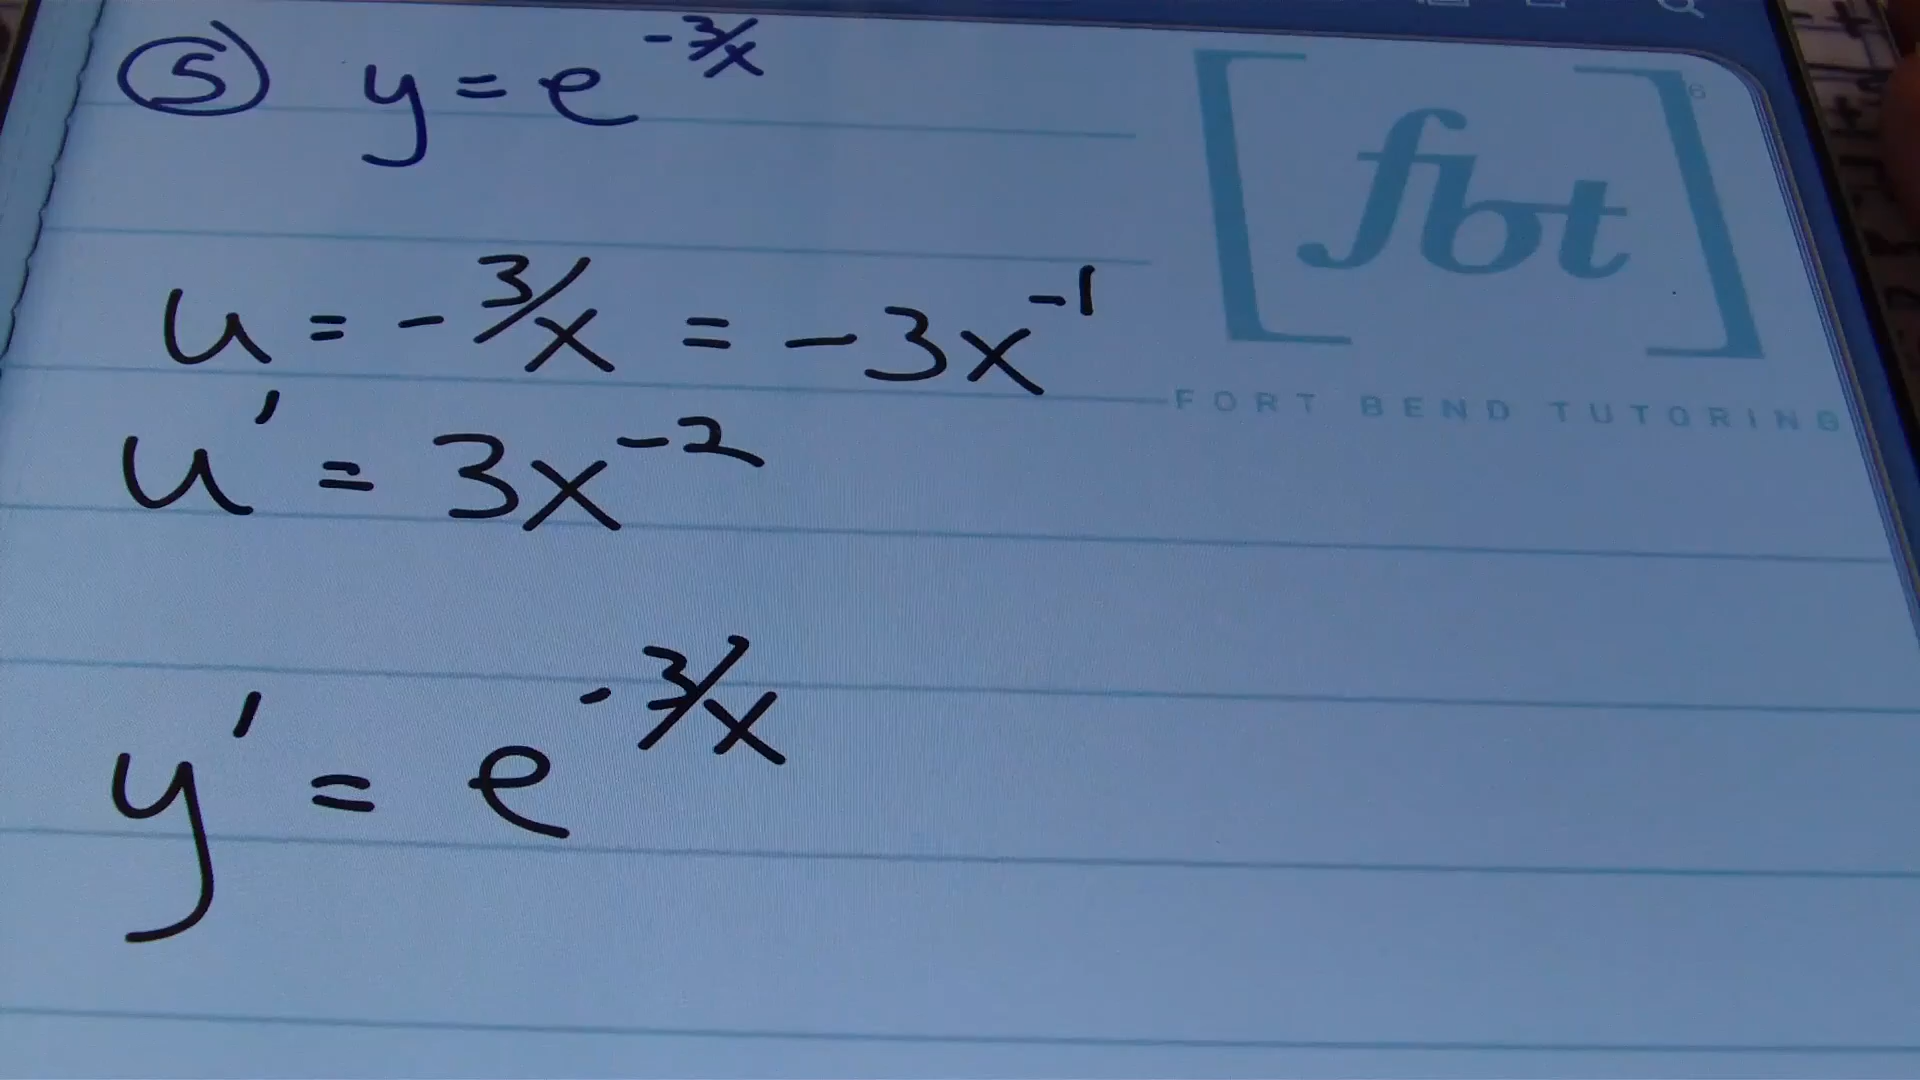 ⑤ y = e^{-3/x}
fbt
FORT BEND TUTORING
u = -3/x = -3x^{-1}
u' = 3x^{-2}
y' = e^{-3/x}